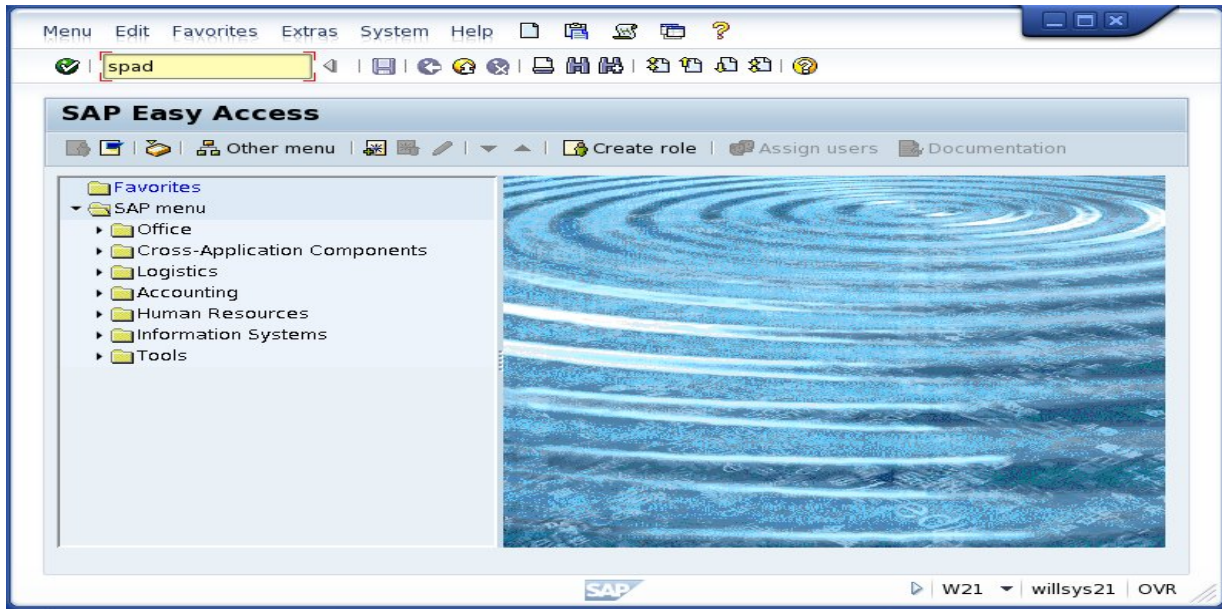 Menu Edit Favorites Extras System Help
spad
SAP Easy Access
Other menu Create role Assign users Documentation
Favorites
SAP menu
Office
Cross-Application Components
Logistics
Accounting
Human Resources
Information Systems
Tools
SAP W21 willsys21 OVR